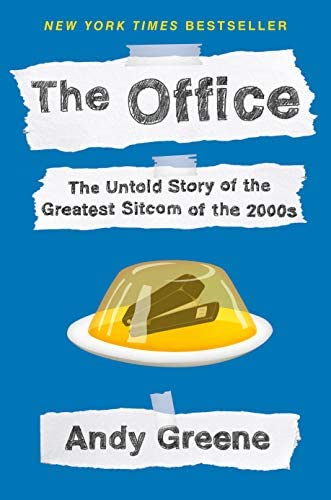 NEW YORK TIMES BESTSELLER
The Office
The Untold Story of the
Greatest Sitcom of the 2000s
Andy Greene